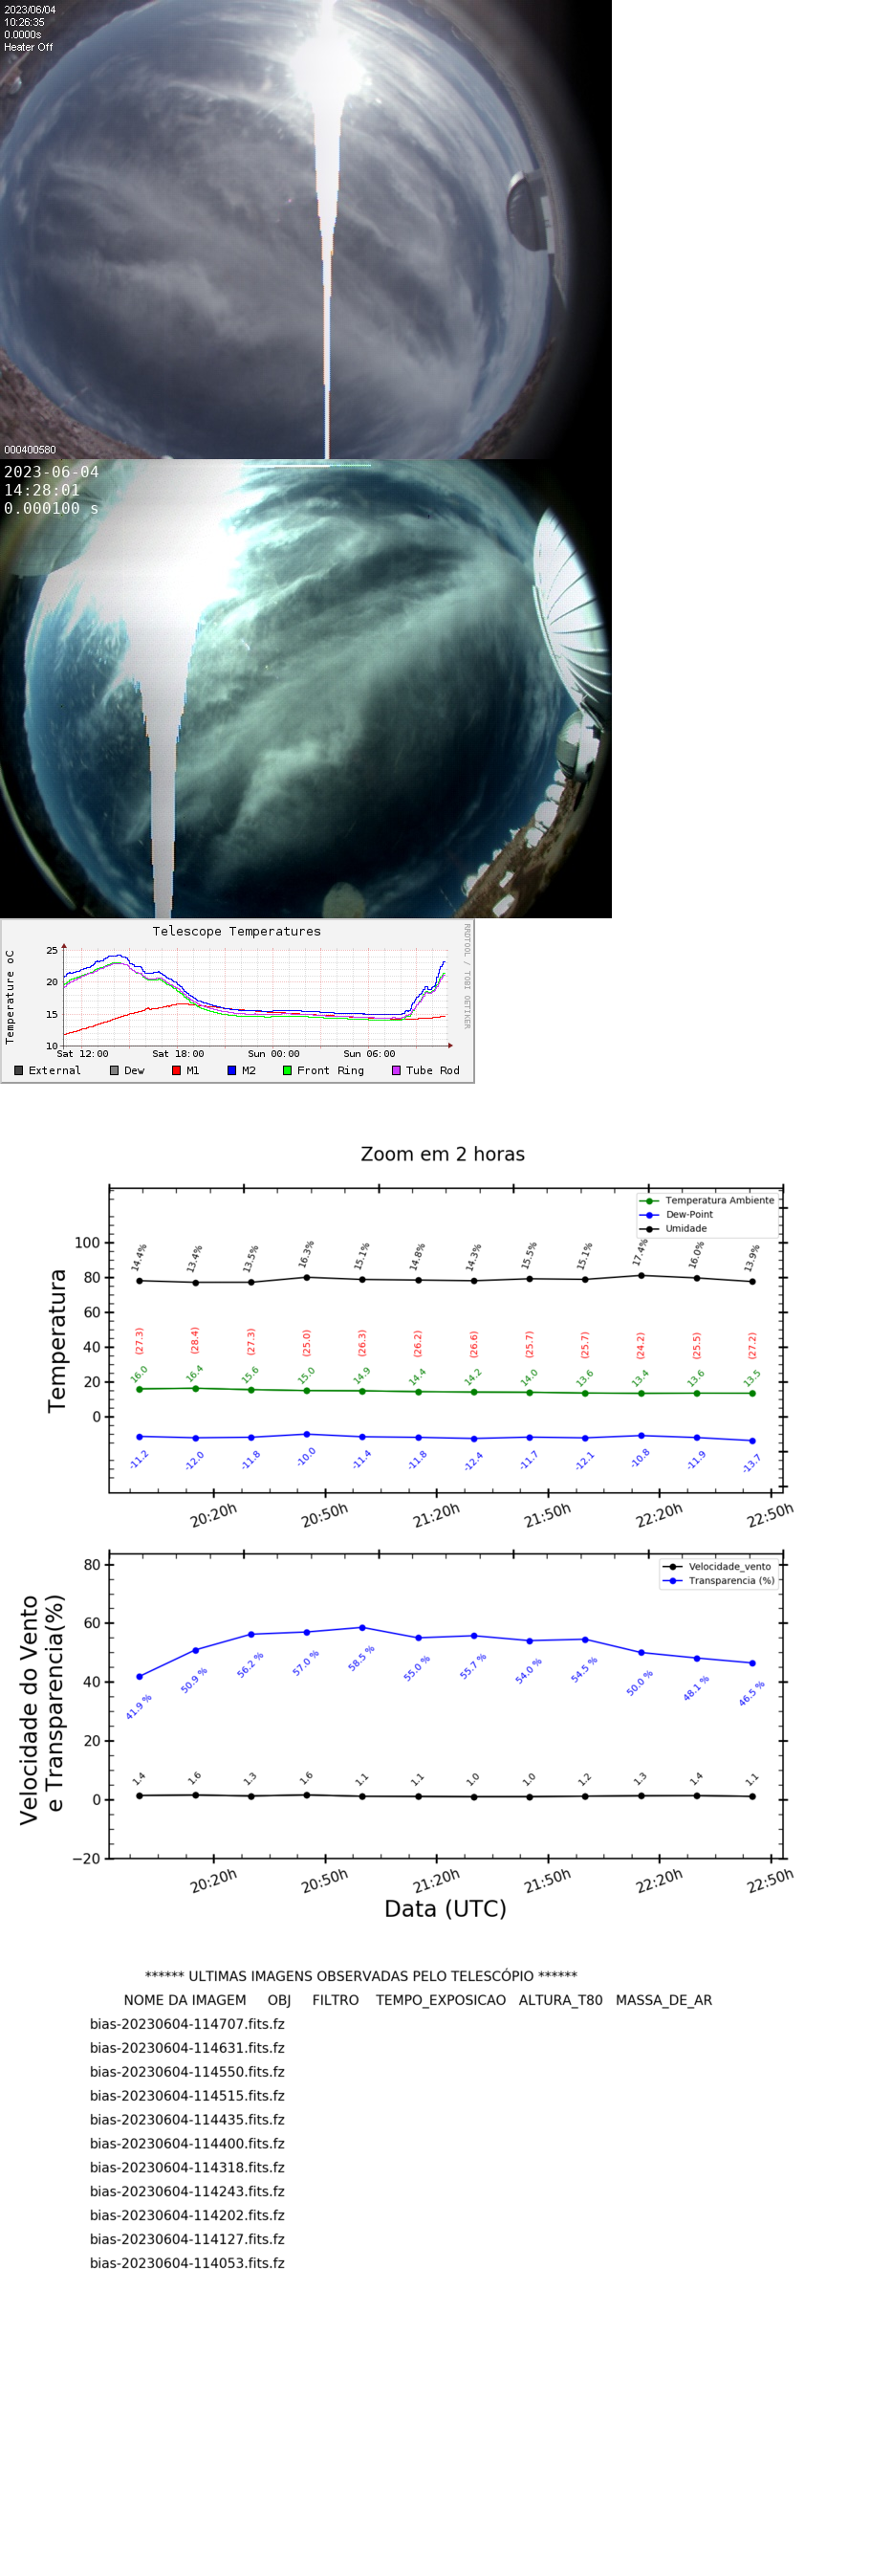 2023/06/04
10:26:35
0.0000s
Heater Off
000400580
2023-06-04
14:28:01
0.000100 s
Telescope Temperatures
RRDTOOL / TOBI OETIKER
Temperature oC
25
20
15
10
Sat 12:00 Sat 18:00 Sun 00:00 Sun 06:00
External Dew M1 M2 Front Ring Tube Rod
Zoom em 2 horas
Temperatura Ambiente
Dew-Point
Umidade
Temperatura
100
80
60
40
20
0
14.4% 13.4% 13.5% 16.3% 15.1% 14.8% 14.3% 15.5% 15.1% 17.4% 16.0% 13.9%
(27.3) (28.4) (27.3) (25.0) (26.3) (26.2) (26.6) (25.7) (25.7) (24.2) (25.5) (27.2)
16.0 16.4 15.6 15.0 14.9 14.4 14.2 14.0 13.6 13.4 13.6 13.5
-11.2 -12.0 -11.8 -10.0 -11.4 -11.8 -12.4 -11.7 -12.1 -10.8 -11.9 -13.7
20:20h 20:50h 21:20h 21:50h 22:20h 22:50h
Velocidade_vento
Transparencia (%)
Velocidade do Vento
e Transparencia(%)
80
60
40
20
0
−20
41.9 % 50.9 % 56.2 % 57.0 % 58.5 % 55.0 % 55.7 % 54.0 % 54.5 % 50.0 % 48.1 % 46.5 %
1.4 1.6 1.3 1.6 1.1 1.1 1.0 1.0 1.2 1.3 1.4 1.1
20:20h 20:50h 21:20h 21:50h 22:20h 22:50h
Data (UTC)
****** ULTIMAS IMAGENS OBSERVADAS PELO TELESCÓPIO ******
NOME DA IMAGEM OBJ FILTRO TEMPO_EXPOSICAO ALTURA_T80 MASSA_DE_AR
bias-20230604-114707.fits.fz
bias-20230604-114631.fits.fz
bias-20230604-114550.fits.fz
bias-20230604-114515.fits.fz
bias-20230604-114435.fits.fz
bias-20230604-114400.fits.fz
bias-20230604-114318.fits.fz
bias-20230604-114243.fits.fz
bias-20230604-114202.fits.fz
bias-20230604-114127.fits.fz
bias-20230604-114053.fits.fz